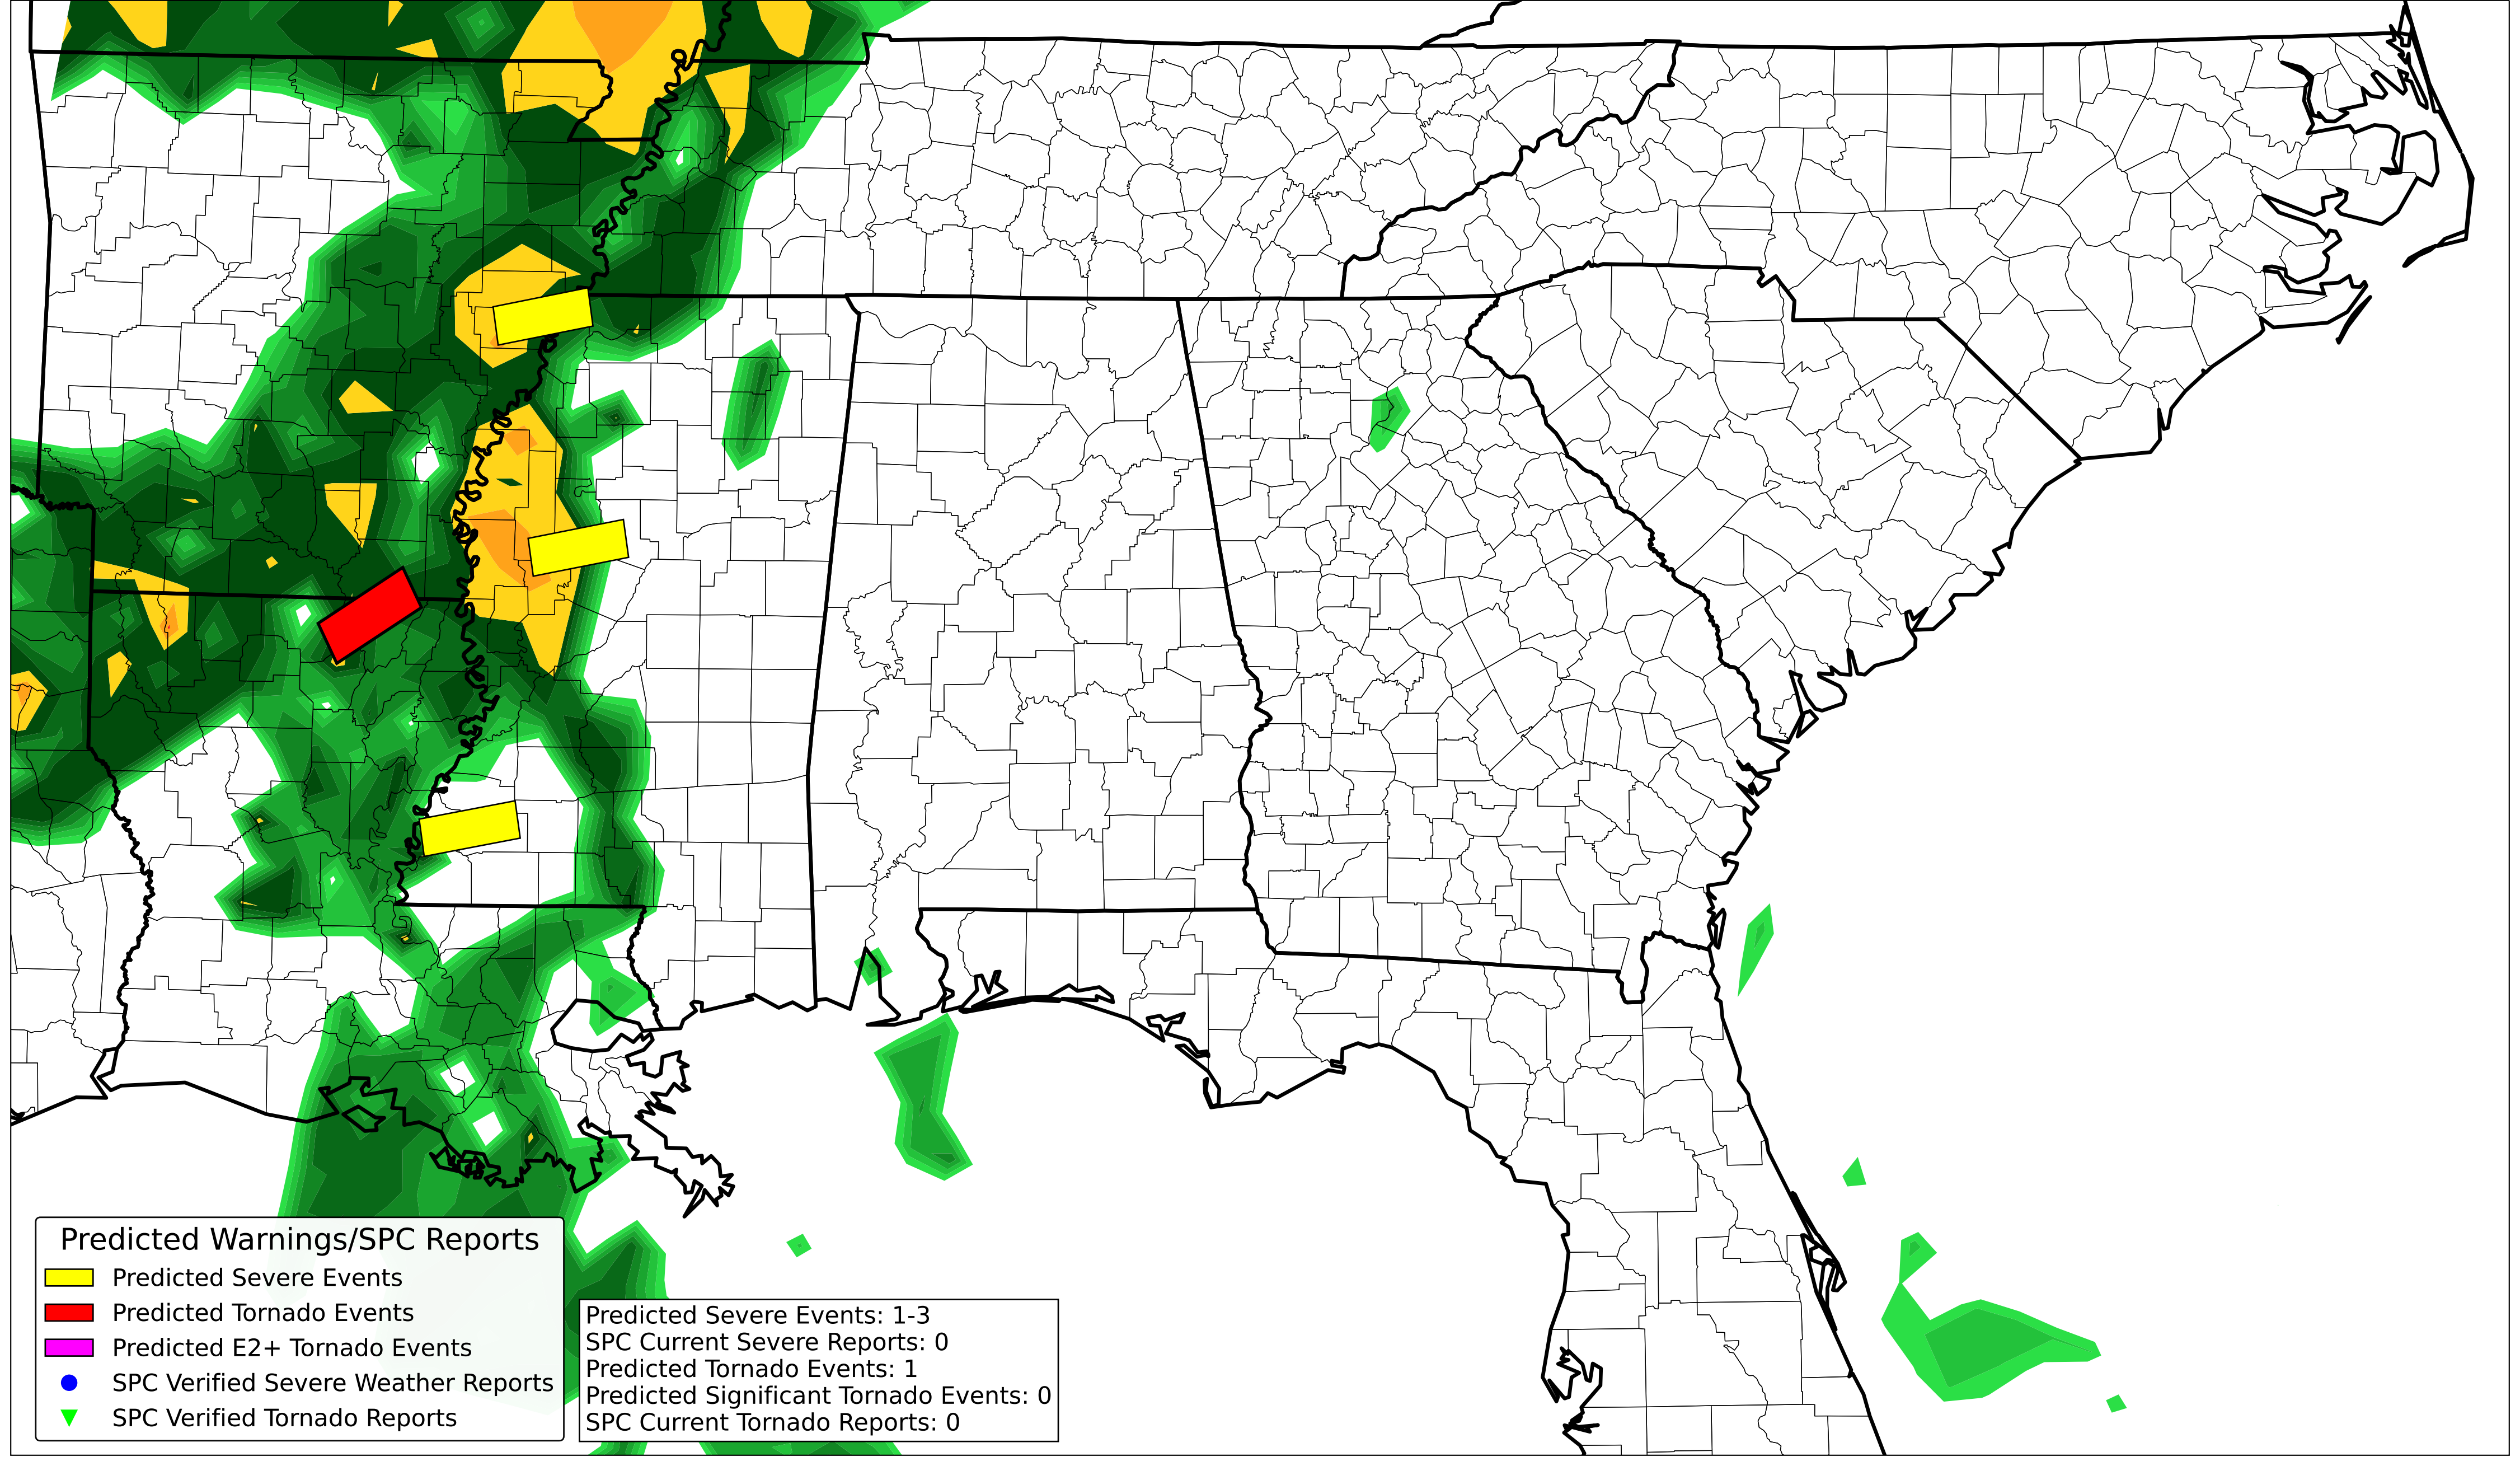 Predicted Warnings/SPC Reports
Predicted Severe Events
Predicted Tornado Events
Predicted E2+ Tornado Events
SPC Verified Severe Weather Reports
SPC Verified Tornado Reports
Predicted Severe Events: 1-3
SPC Current Severe Reports: 0
Predicted Tornado Events: 1
Predicted Significant Tornado Events: 0
SPC Current Tornado Reports: 0